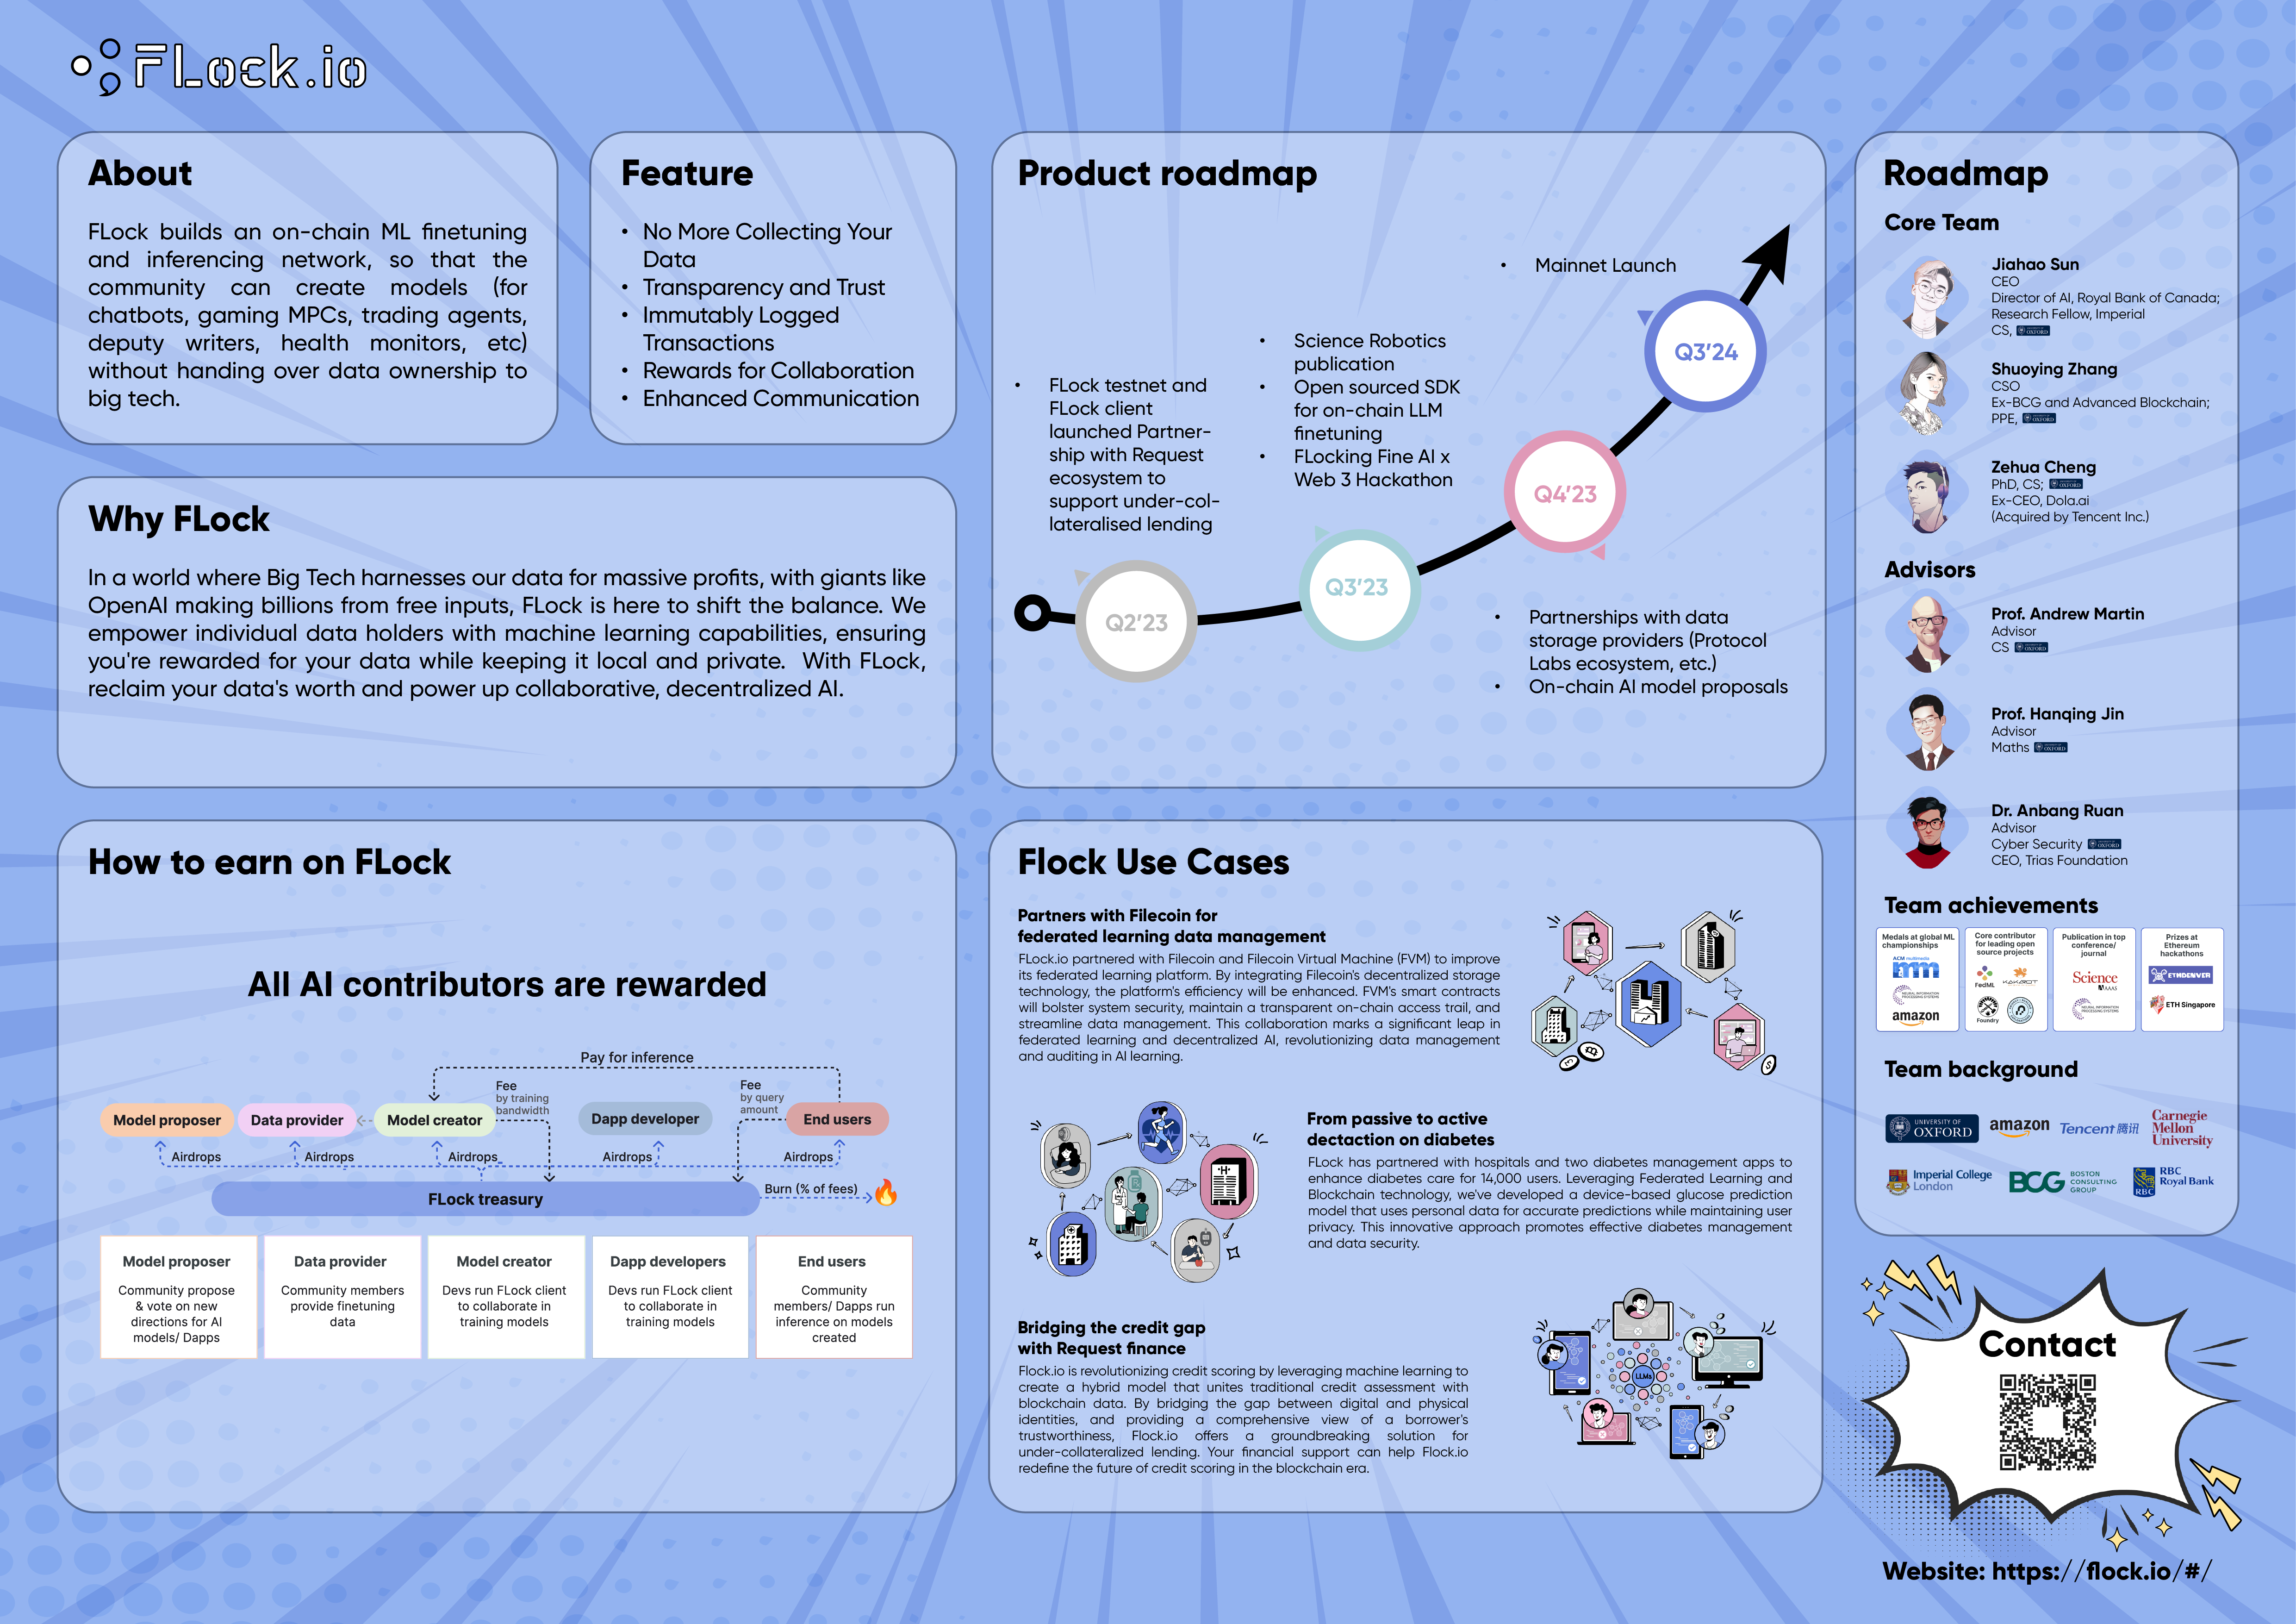 FLock.io
About
FLock builds an on-chain ML finetuning
and inferencing network, so that the
community can create models (for
chatbots, gaming MPCs, trading agents,
deputy writers, health monitors, etc)
without handing over data ownership to
big tech.
Feature
• No More Collecting Your
Data
• Transparency and Trust
• Immutably Logged
Transactions
• Rewards for Collaboration
• Enhanced Communication
Why FLock
In a world where Big Tech harnesses our data for massive profits, with giants like
OpenAI making billions from free inputs, FLock is here to shift the balance. We
empower individual data holders with machine learning capabilities, ensuring
you're rewarded for your data while keeping it local and private. With FLock,
reclaim your data's worth and power up collaborative, decentralized AI.
Product roadmap
• FLock testnet and
FLock client
launched Partner-
ship with Request
ecosystem to
support under-col-
lateralised lending
Q2'23
• Science Robotics
publication
• Open sourced SDK
for on-chain LLM
finetuning
• FLocking Fine AI x
Web 3 Hackathon
Q3'23
Q4'23
• Partnerships with data
storage providers (Protocol
Labs ecosystem, etc.)
• On-chain AI model proposals
• Mainnet Launch
Q3'24
How to earn on FLock
All AI contributors are rewarded
Pay for inference
Fee
by training
bandwidth
Fee
by query
amount
Model proposer
Data provider
Model creator
Dapp developer
End users
Airdrops
Airdrops
Airdrops
Airdrops
Airdrops
FLock treasury
Burn (% of fees)
Model proposer
Community propose
& vote on new
directions for AI
models/ Dapps
Data provider
Community members
provide finetuning
data
Model creator
Devs run FLock client
to collaborate in
training models
Dapp developers
Devs run FLock client
to collaborate in
training models
End users
Community
members/ Dapps run
inference on models
created
Flock Use Cases
Partners with Filecoin for
federated learning data management
FLock.io partnered with Filecoin and Filecoin Virtual Machine (FVM) to improve
its federated learning platform. By integrating Filecoin's decentralized storage
technology, the platform's efficiency will be enhanced. FVM's smart contracts
will bolster system security, maintain a transparent on-chain access trail, and
streamline data management. This collaboration marks a significant leap in
federated learning and decentralized AI, revolutionizing data management
and auditing in AI learning.
From passive to active
dectaction on diabetes
FLock has partnered with hospitals and two diabetes management apps to
enhance diabetes care for 14,000 users. Leveraging Federated Learning and
Blockchain technology, we've developed a device-based glucose prediction
model that uses personal data for accurate predictions while maintaining user
privacy. This innovative approach promotes effective diabetes management
and data security.
Bridging the credit gap
with Request finance
Flock.io is revolutionizing credit scoring by leveraging machine learning to
create a hybrid model that unites traditional credit assessment with
blockchain data. By bridging the gap between digital and physical
identities, and providing a comprehensive view of a borrower's
trustworthiness, Flock.io offers a groundbreaking solution for
under-collateralized lending. Your financial support can help Flock.io
redefine the future of credit scoring in the blockchain era.
LLMs
Roadmap
Core Team
Jiahao Sun
CEO
Director of AI, Royal Bank of Canada;
Research Fellow, Imperial
CS, UNIVERSITY OF OXFORD
Shuoying Zhang
CSO
Ex-BCG and Advanced Blockchain;
PPE, UNIVERSITY OF OXFORD
Zehua Cheng
PhD, CS; UNIVERSITY OF OXFORD
Ex-CEO, Dola.ai
(Acquired by Tencent Inc.)
Advisors
Prof. Andrew Martin
Advisor
CS UNIVERSITY OF OXFORD
Prof. Hanqing Jin
Advisor
Maths UNIVERSITY OF OXFORD
Dr. Anbang Ruan
Advisor
Cyber Security UNIVERSITY OF OXFORD
CEO, Trias Foundation
Team achievements
Medals at global ML
championships
ACM multimedia
NEURAL INFORMATION
PROCESSING SYSTEMS
amazon
Core contributor
for leading open
source projects
FedML
KAKAROT
Foundry
Publication in top
conference/
journal
Science
AAAS
NEURAL INFORMATION
PROCESSING SYSTEMS
Prizes at
Ethereum
hackathons
ETHDENVER
ETH Singapore
Team background
UNIVERSITY OF
OXFORD
amazon
Tencent 腾讯
Carnegie
Mellon
University
Imperial College
London
BCG
BOSTON
CONSULTING
GROUP
RBC
RBC
Royal Bank
Contact
Website: https://flock.io/#/